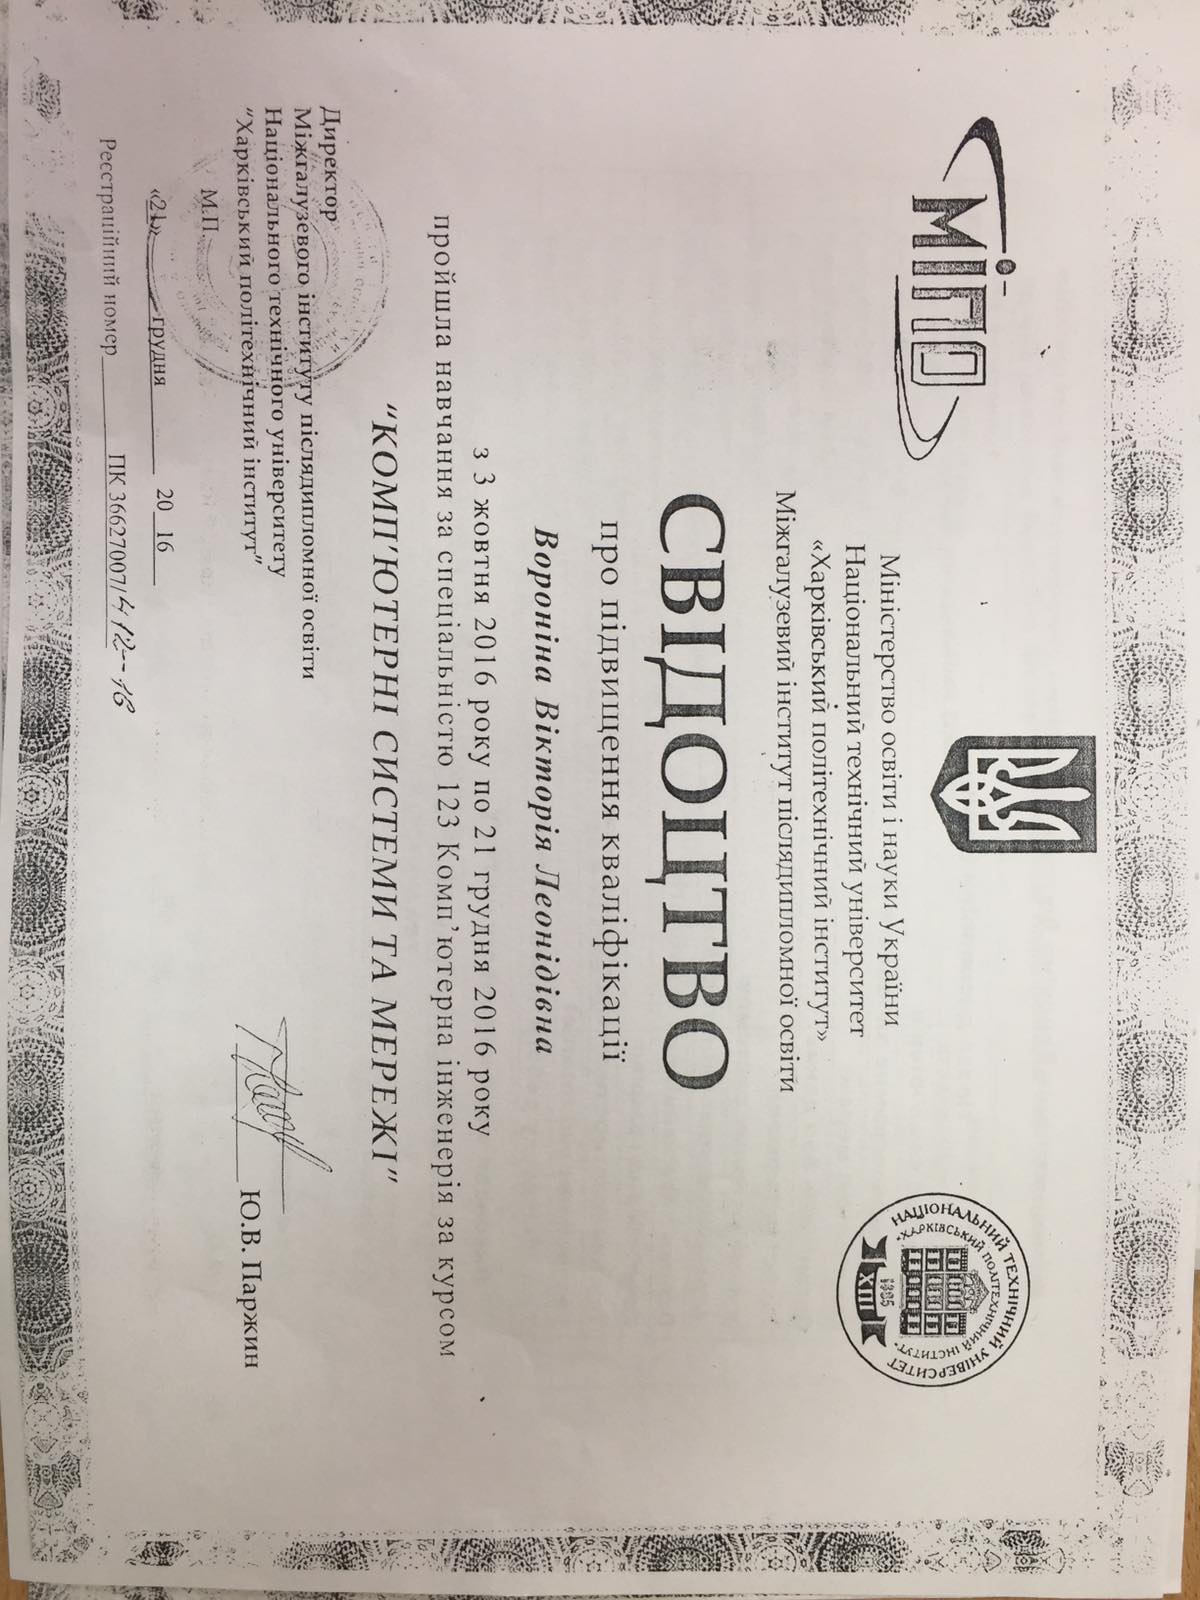 МІПО
Міністерство освіти і науки України
Національний технічний університет
«Харківський політехнічний інститут»
Міжгалузевий інститут післядипломної освіти
НАЦІОНАЛЬНИЙ ТЕХНІЧНИЙ УНІВЕРСИТЕТ
•ХАРКІВСЬКИЙ ПОЛІТЕХНІЧНИЙ ІНСТИТУТ•
1885
ХПІ
СВІДОЦТВО
про підвищення кваліфікації
Вороніна Вікторія Леонідівна
з 3 жовтня 2016 року по 21 грудня 2016 року
пройшла навчання за спеціальністю 123 Комп'ютерна інженерія за курсом
"КОМП'ЮТЕРНІ СИСТЕМИ ТА МЕРЕЖІ"
Директор
Міжгалузевого інституту післядипломної освіти
Національного технічного університету
"Харківський політехнічний інститут"
Ю.В. Паржин
М.П.
«21» грудня 20 16
Реєстраційний номер ПК 36627007/412-16